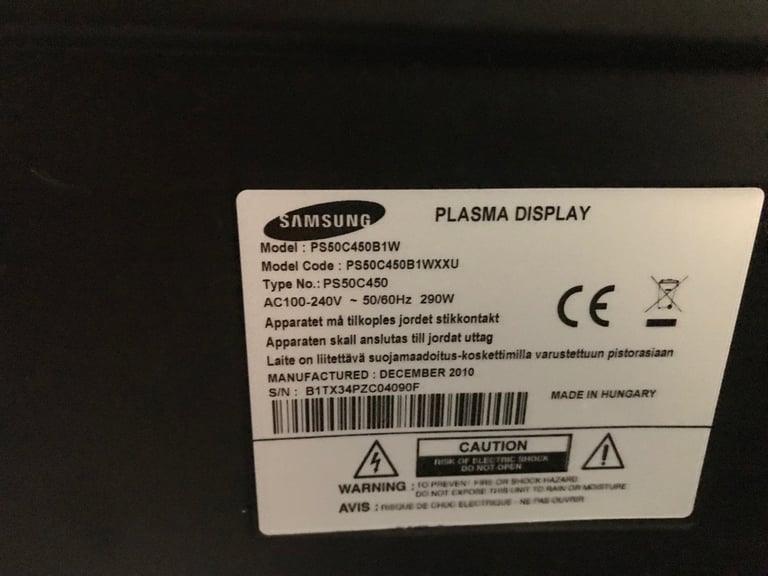 SAMSUNG
PLASMA DISPLAY
Model : PS50C450B1W
Model Code : PS50C450B1WXXU
Type No.: PS50C450
AC100-240V ~ 50/60Hz 290W
Apparatet må tilkoples jordet stikkontakt
Apparaten skall anslutas till jordat uttag
Laite on liitettävä suojamaadoitus-koskettimilla varustettuun pistorasiaan
MANUFACTURED : DECEMBER 2010
S/N : B1TX34PZC04090F
MADE IN HUNGARY
CE
CAUTION
RISK OF ELECTRIC SHOCK
DO NOT OPEN
WARNING : TO PREVENT FIRE OR SHOCK HAZARD
DO NOT EXPOSE THIS UNIT TO RAIN OR MOISTURE
AVIS : RISQUE DE CHOC ELECTRIQUE - NE PAS OUVRIR